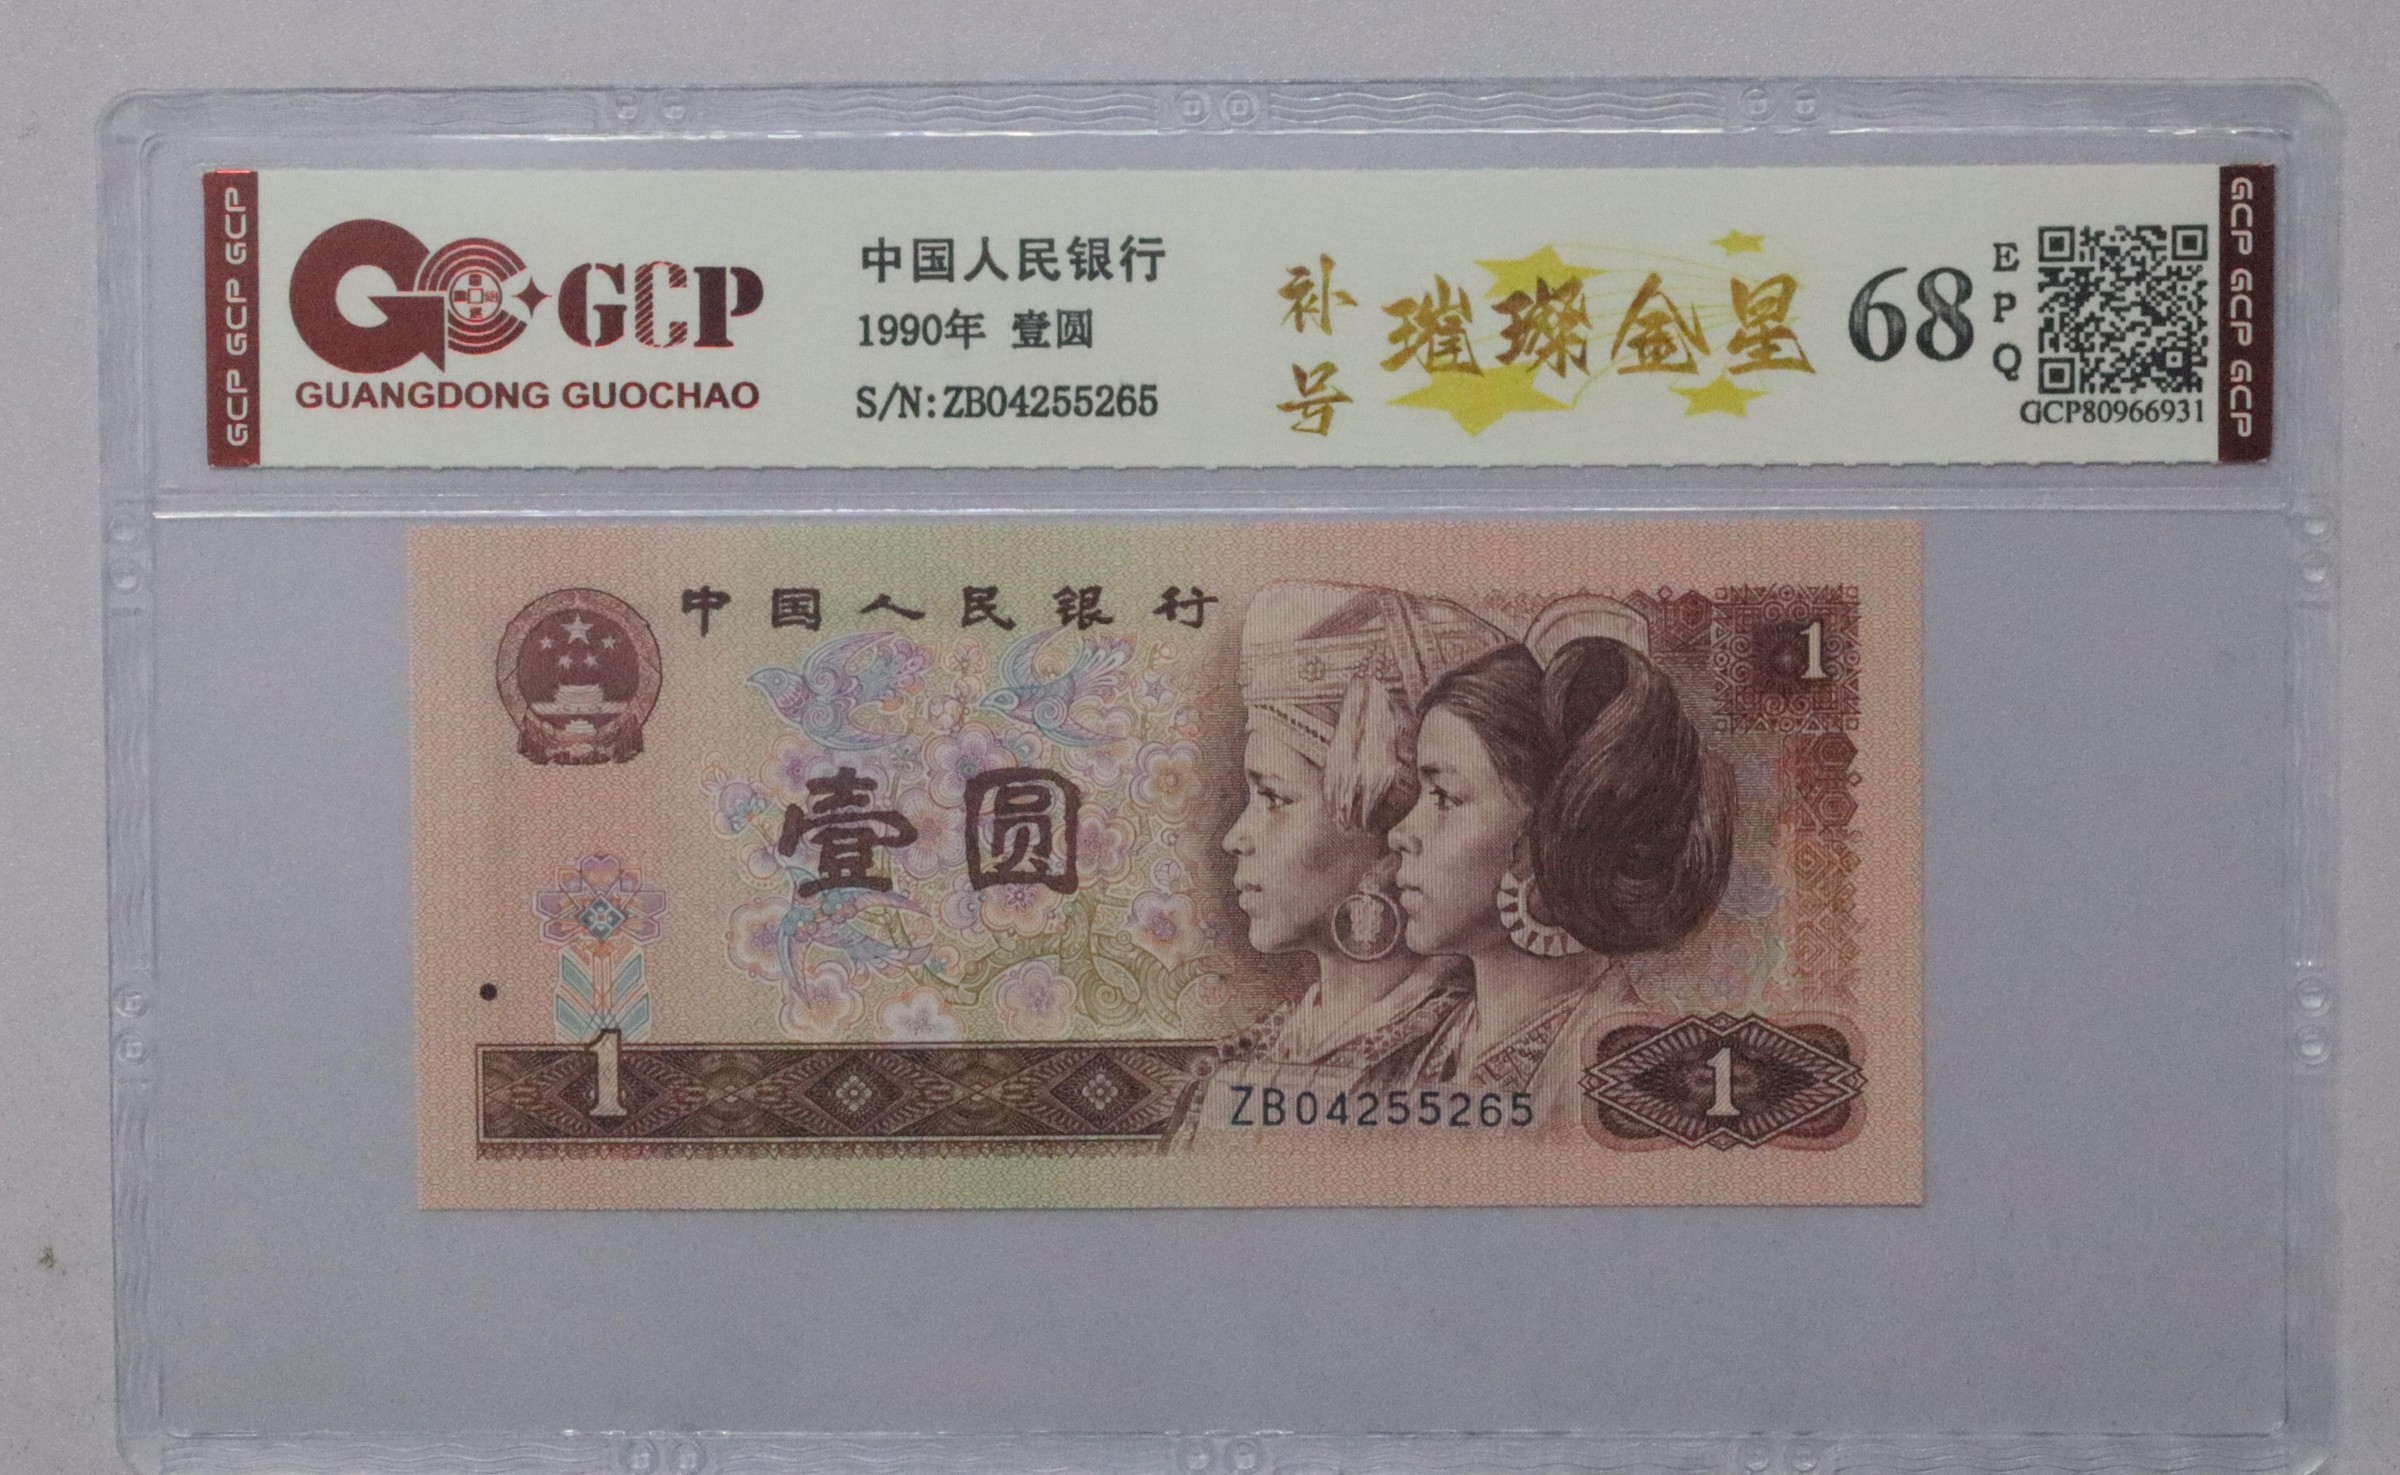 GCP GCP GCP
GCP
GUANGDONG GUOCHAO
中国人民银行
1990年 壹圆
S/N:ZB04255265
补号
璀璨金星
68
EPQ
GCP80966931
GCP GCP GCP
中国人民银行
1
壹圆
1
ZB04255265
1